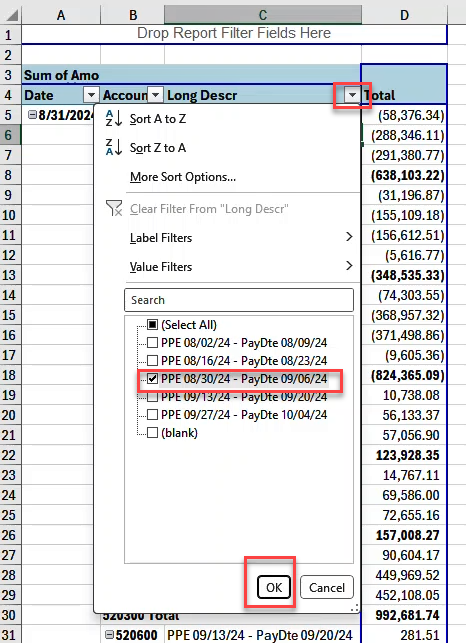 A B C D
1 Drop Report Filter Fields Here
2
3 Sum of Amo
4 Date Accoun Long Descr Total
5 8/31/2024 (58,376.34)
Sort A to Z
6 (288,346.11)
7 Sort Z to A (291,380.77)
8 More Sort Options... (638,103.22)
9 (31,196.87)
Clear Filter From "Long Descr"
10 (155,109.18)
11 Label Filters (156,612.51)
12 Value Filters (5,616.77)
13 (348,535.33)
14 Search (74,303.55)
15 (Select All) (368,957.32)
16 PPE 08/02/24 - PayDte 08/09/24 (371,498.86)
17 PPE 08/16/24 - PayDte 08/23/24 (9,605.36)
18 PPE 08/30/24 - PayDte 09/06/24 (824,365.09)
19 PPE 09/13/24 - PayDte 09/20/24 10,738.08
20 PPE 09/27/24 - PayDte 10/04/24 56,133.37
21 (blank) 57,056.90
22 123,928.35
23 14,767.11
24 69,586.00
25 72,655.16
26 157,008.27
27 90,604.17
28 449,969.52
OK Cancel
29 452,108.05
30 520300 Total 992,681.74
31 520600 PPE 09/13/24 - PayDte 09/20/24 281.51